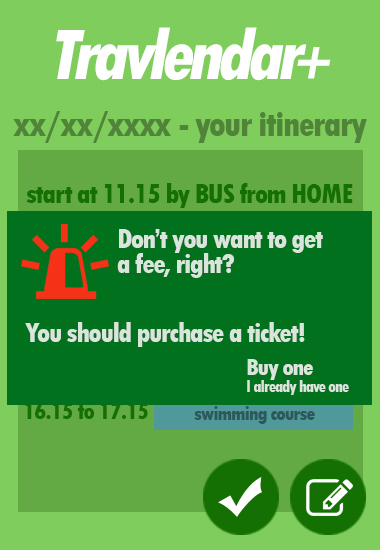 Travlendar+
xx/xx/xxxx - your itinerary
start at 11.15 by BUS from HOME
Don't you want to get
a fee, right?
You should purchase a ticket!
Buy one
I already have one
16.15 to 17.15 swimming course